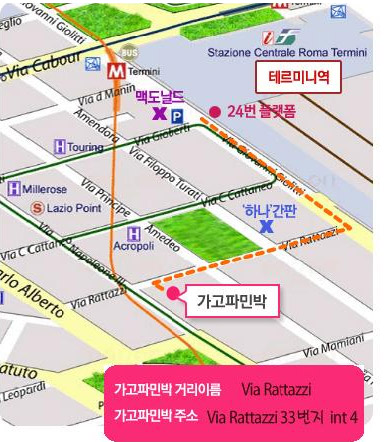 Giovanni Giolitti
Stazione Centrale Roma Termini
Via Cavour
BUS
M Termini
테르미니역
Via d Manin
맥도날드
X
P
24번 플랫폼
Amendora
Via Gioberti
Via Giovanni Giolitti
H Touring
Via Filippo Turati
H Millerose
Via Principe
Via C Cattaneo
'하나'간판
X
S Lazio Point
Amedeo
H
Acropoli
Via C Cattaneo
Via Rattazzi
Napoleone III
Via Rattazzi
Carlo Alberto
가고파민박
Via Mamiani
Statuto
Leopardi
가고파민박 거리이름 Via Rattazzi
가고파민박 주소 Via Rattazzi 33번지 int 4